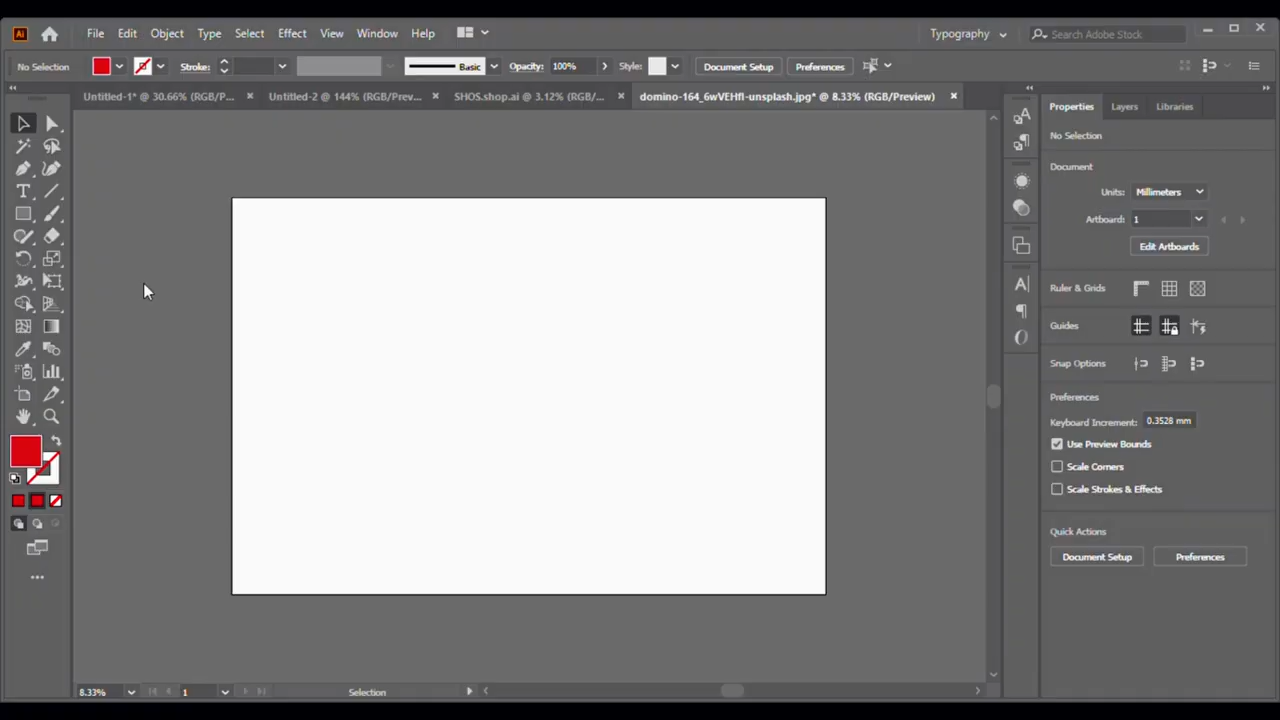 Ai File Edit Object Type Select Effect View Window Help Typography Search Adobe Stock
No Selection Stroke: Basic Opacity: 100% Style: Document Setup Preferences
Untitled-1* @ 30.66% (RGB/P... Untitled-2 @ 144% (RGB/Prev... SHOS.shop.ai @ 3.12% (RGB/... domino-164_6wVEHfI-unsplash.jpg* @ 8.33% (RGB/Preview)
Properties Layers Libraries
No Selection
Document
Units: Millimeters
Artboard: 1
Edit Artboards
Ruler & Grids
Guides
Snap Options
Preferences
Keyboard Increment: 0.3528 mm
Use Preview Bounds
Scale Corners
Scale Strokes & Effects
Quick Actions
Document Setup Preferences
8.33% 1 Selection